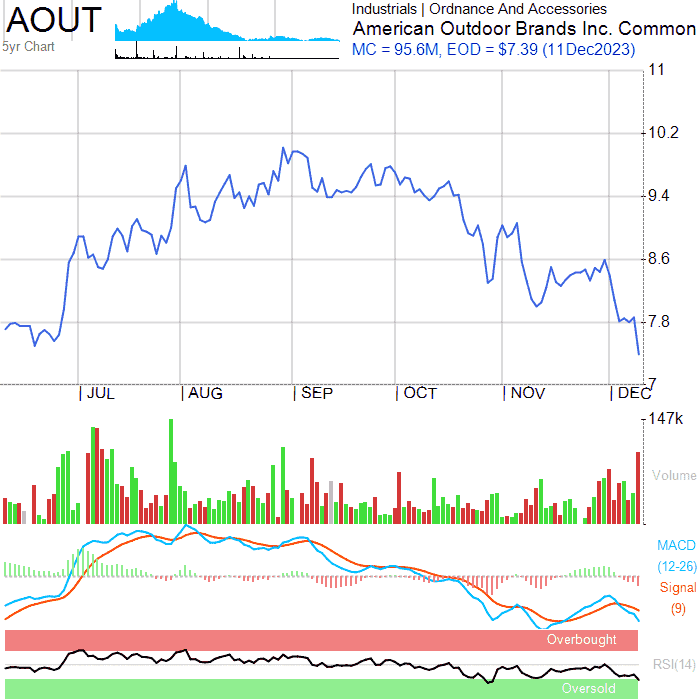 AOUT
5yr Chart
Industrials | Ordnance And Accessories
American Outdoor Brands Inc. Common
MC = 95.6M, EOD = $7.39 (11Dec2023)
11
10.2
9.4
8.6
7.8
7
| JUL
| AUG
| SEP
| OCT
| NOV
| DEC
147k
Volume
MACD
(12-26)
Signal
(9)
Overbought
RSI(14)
Oversold